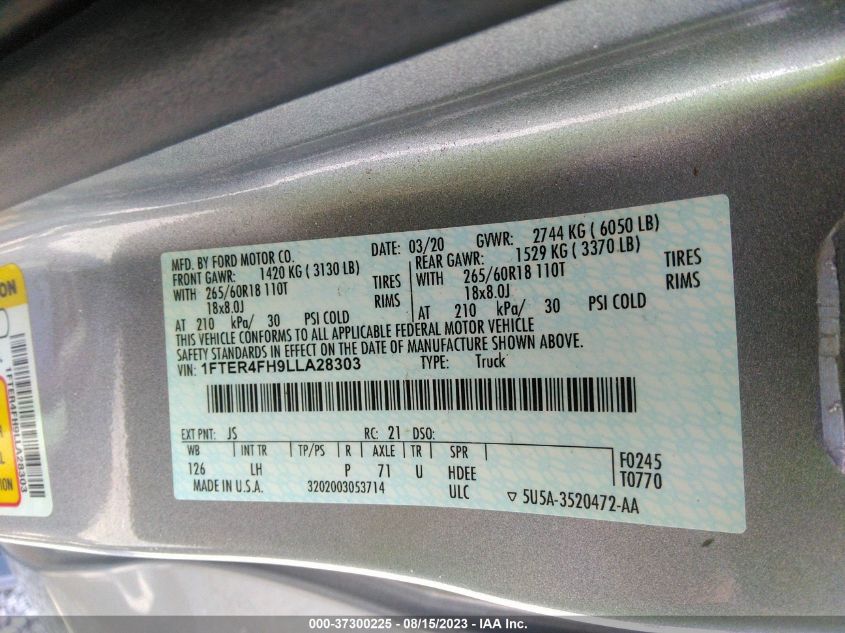 MFD. BY FORD MOTOR CO.
DATE: 03/20 GVWR: 2744 KG ( 6050 LB)
FRONT GAWR: 1420 KG ( 3130 LB)
REAR GAWR: 1529 KG ( 3370 LB)
WITH 265/60R18 110T TIRES
WITH 265/60R18 110T TIRES
18x8.0J RIMS
18x8.0J RIMS
AT 210 kPa/ 30 PSI COLD
AT 210 kPa/ 30 PSI COLD
THIS VEHICLE CONFORMS TO ALL APPLICABLE FEDERAL MOTOR VEHICLE
SAFETY STANDARDS IN EFFECT ON THE DATE OF MANUFACTURE SHOWN ABOVE.
VIN: 1FTER4FH9LLA28303 TYPE: Truck
EXT PNT: JS RC: 21 DSO:
WB INT TR TP/PS R AXLE TR SPR
126 LH P 71 U HDEE
F0245
T0770
MADE IN U.S.A. 3202003053714 ULC ▽ 5U5A-3520472-AA
1FTER4FH9LLA28303
000-37300225 - 08/15/2023 - IAA Inc.